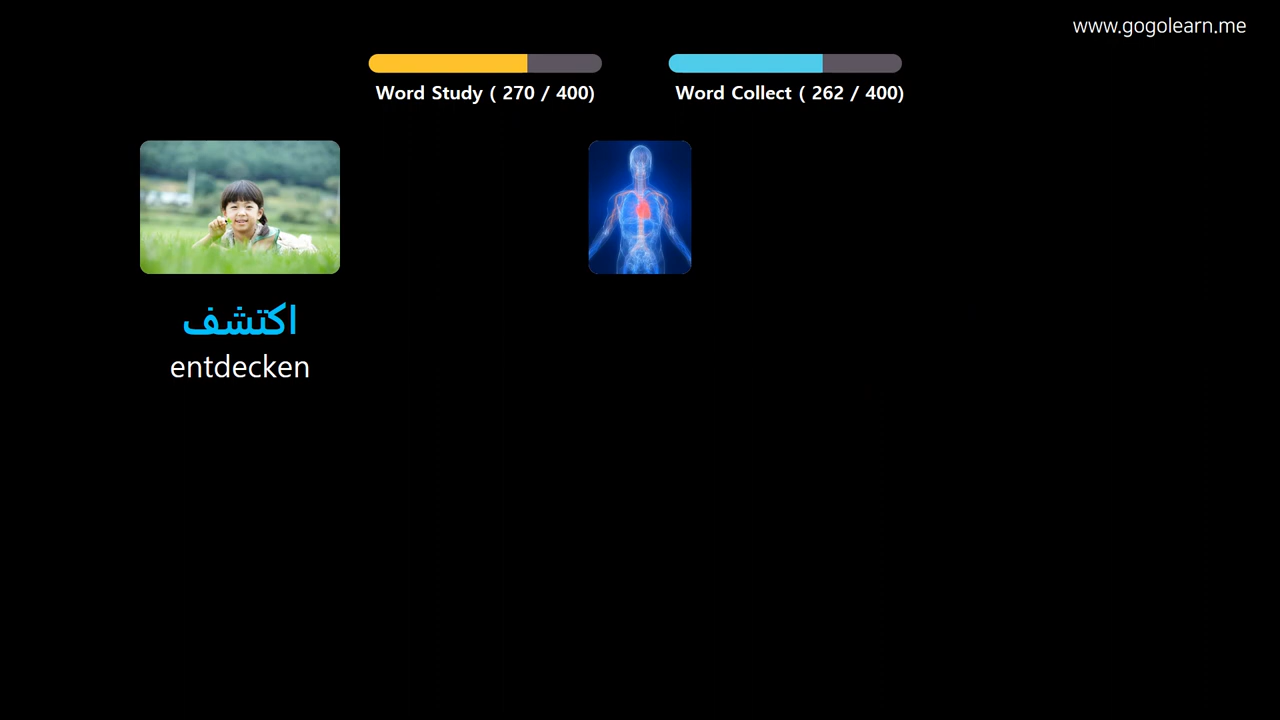 www.gogolearn.me
Word Study ( 270 / 400)
Word Collect ( 262 / 400)
اكتشف
entdecken